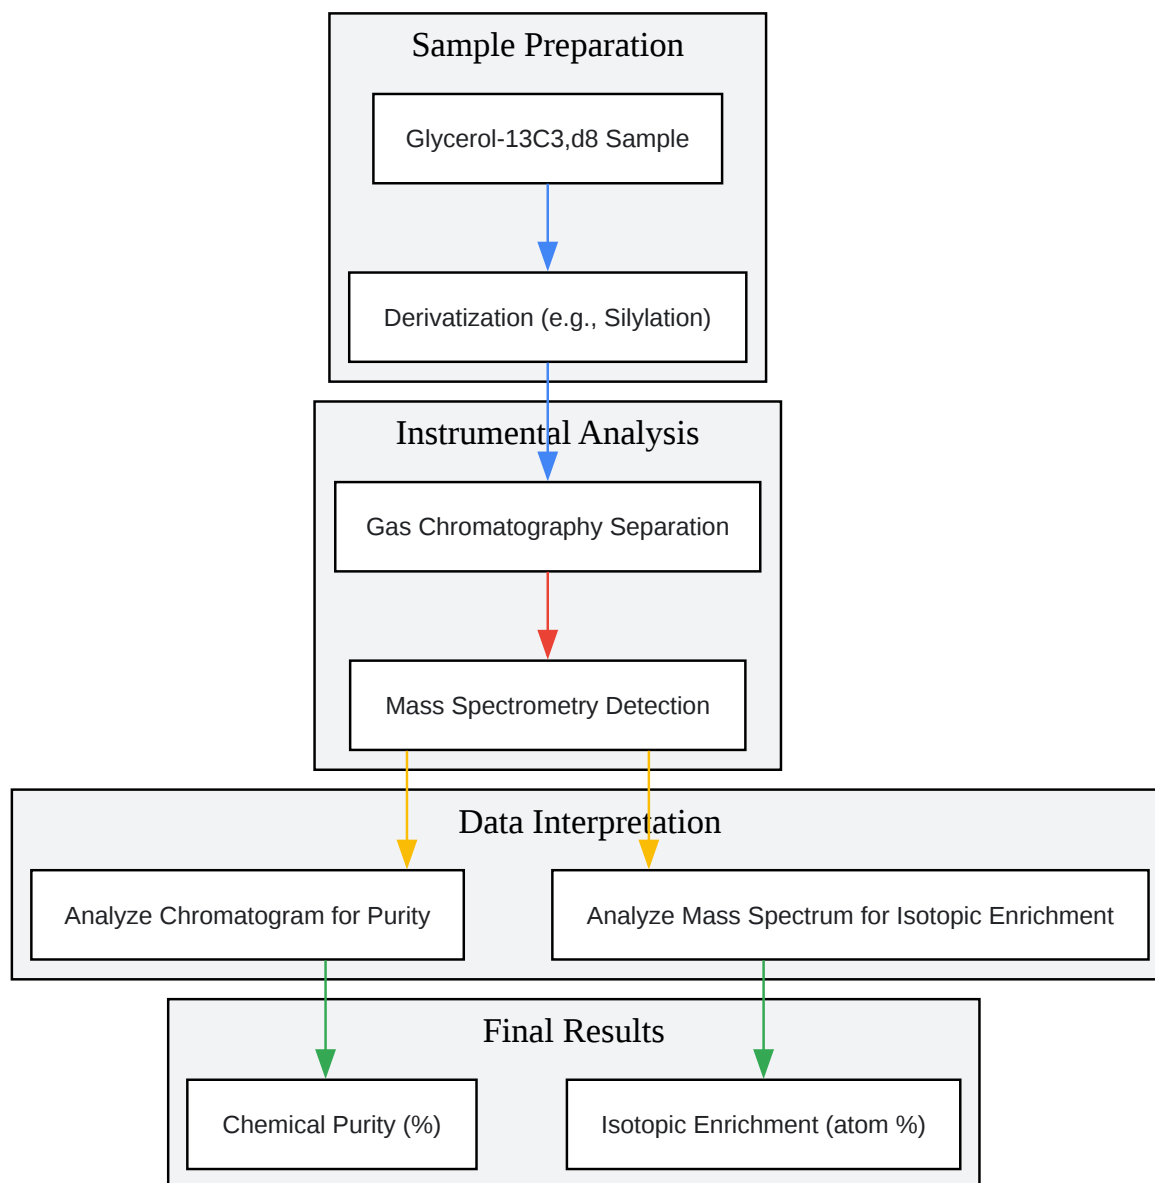 Sample Preparation
Glycerol-13C3,d8 Sample
Derivatization (e.g., Silylation)
Instrumental Analysis
Gas Chromatography Separation
Mass Spectrometry Detection
Data Interpretation
Analyze Chromatogram for Purity
Analyze Mass Spectrum for Isotopic Enrichment
Final Results
Chemical Purity (%)
Isotopic Enrichment (atom %)